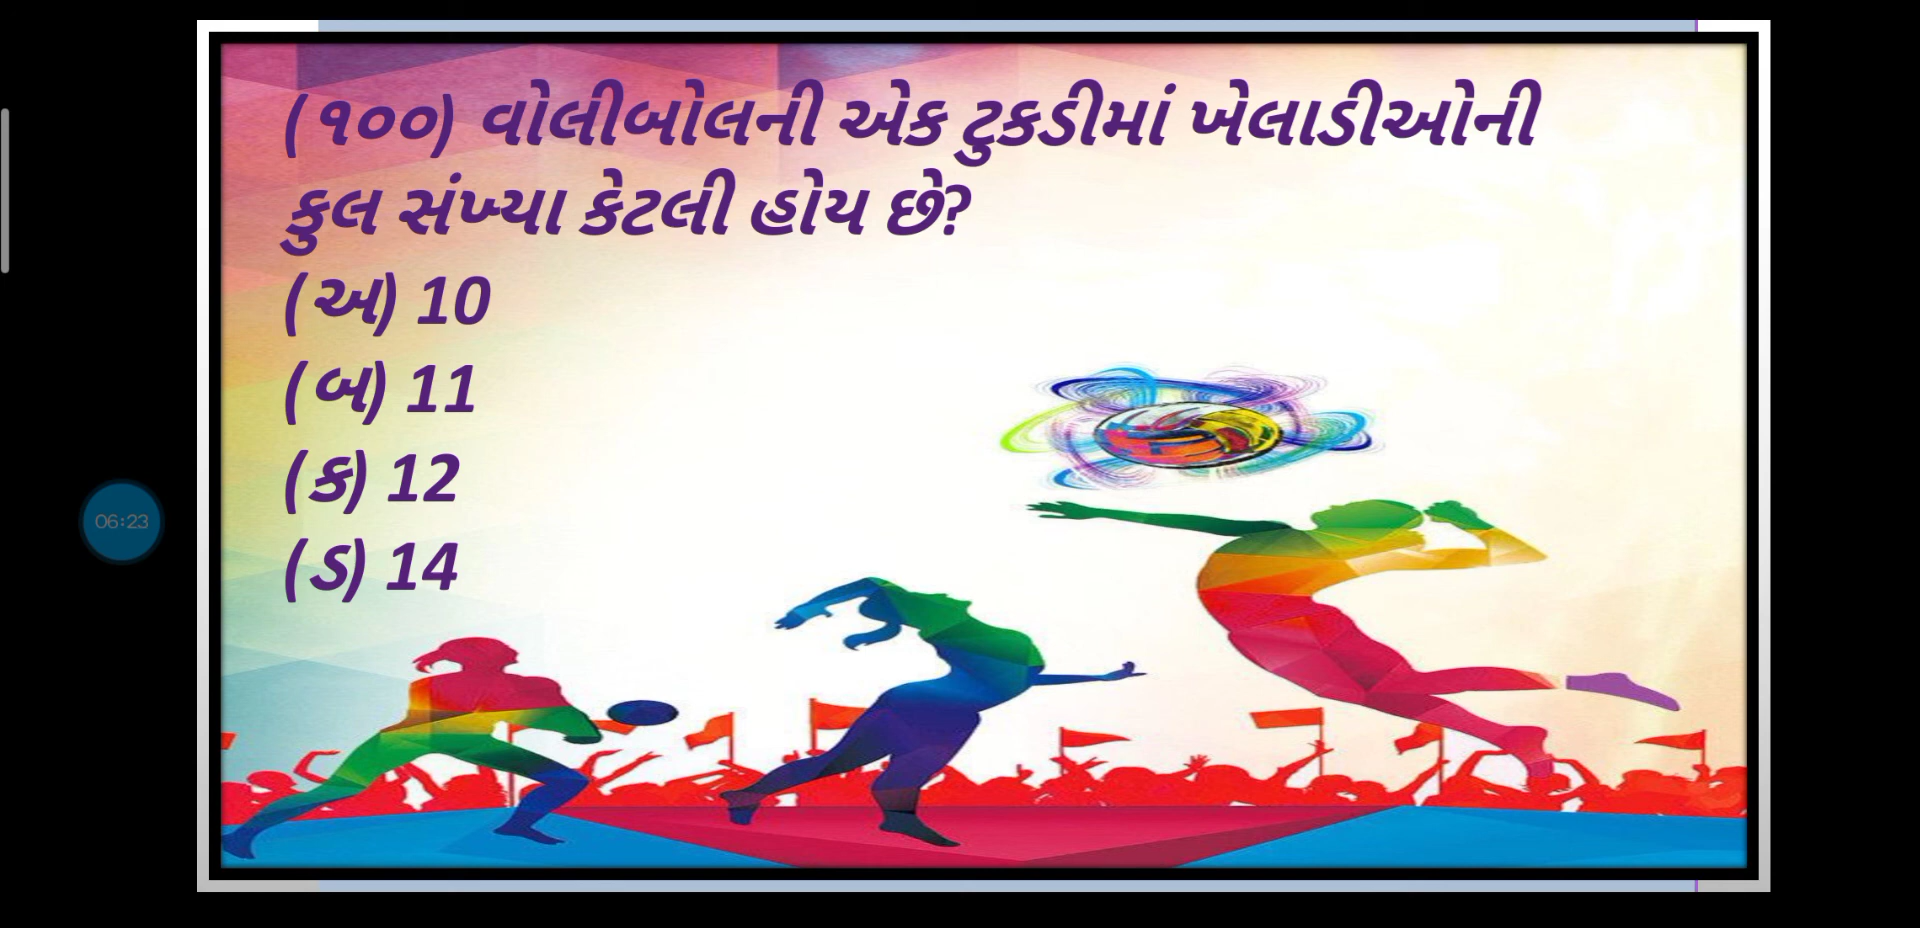 (૧૦૦) વોલીબોલની એક ટુકડીમાં ખેલાડીઓની
કુલ સંખ્યા કેટલી હોય છે?
(અ) 10
(બ) 11
(ક) 12
(ડ) 14
06:23